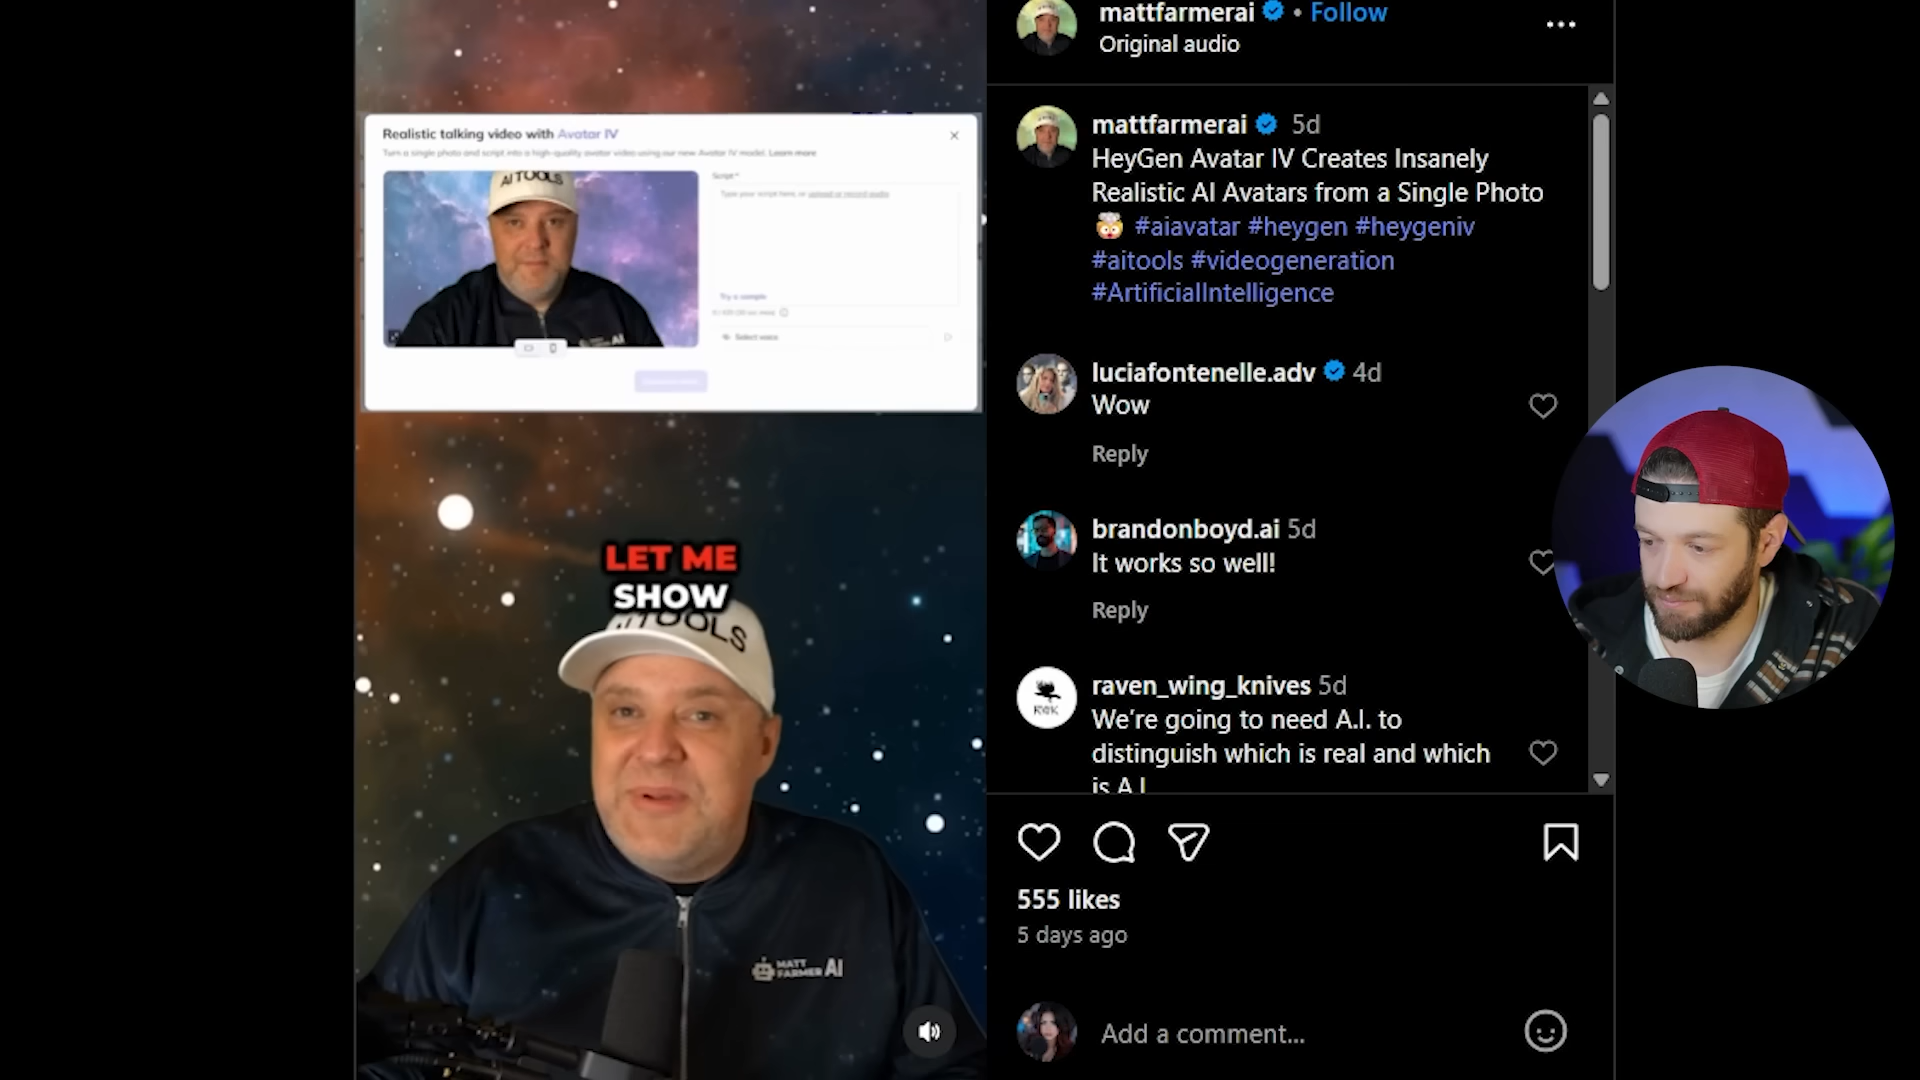 mattfarmerai • Follow
Original audio
Realistic talking video with Avatar IV
Turn a single photo and script into a high-quality avatar video using our new Avatar IV model. Learn more
AI TOOLS
Script *
Type your script here, or upload or record audio
Try a sample
Select voice
AI
LET ME
SHOW
AI TOOLS
MATT
FARMER AI
mattfarmerai 5d
HeyGen Avatar IV Creates Insanely
Realistic AI Avatars from a Single Photo
🤯 #aiavatar #heygen #heygeniv
#aitools #videogeneration
#ArtificialIntelligence
luciafontenelle.adv 4d
Wow
Reply
brandonboyd.ai 5d
It works so well!
Reply
raven_wing_knives 5d
We’re going to need A.I. to
distinguish which is real and which
is A.I.
555 likes
5 days ago
Add a comment...